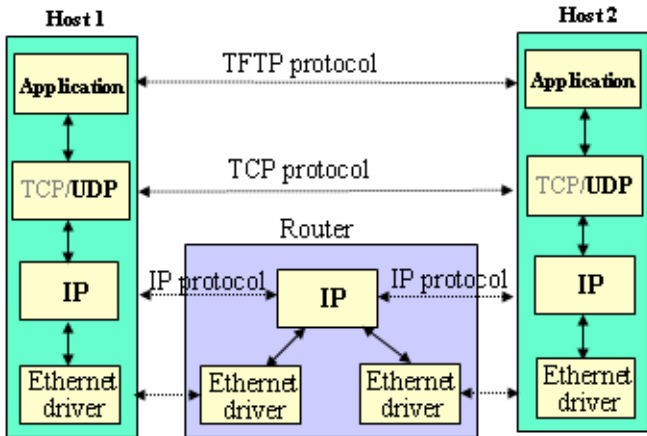 Host 1
Host 2
Application
TFTP protocol
Application
TCP/UDP
TCP protocol
TCP/UDP
Router
IP
IP protocol
IP
IP protocol
IP
Ethernet
driver
Ethernet
driver
Ethernet
driver
Ethernet
driver